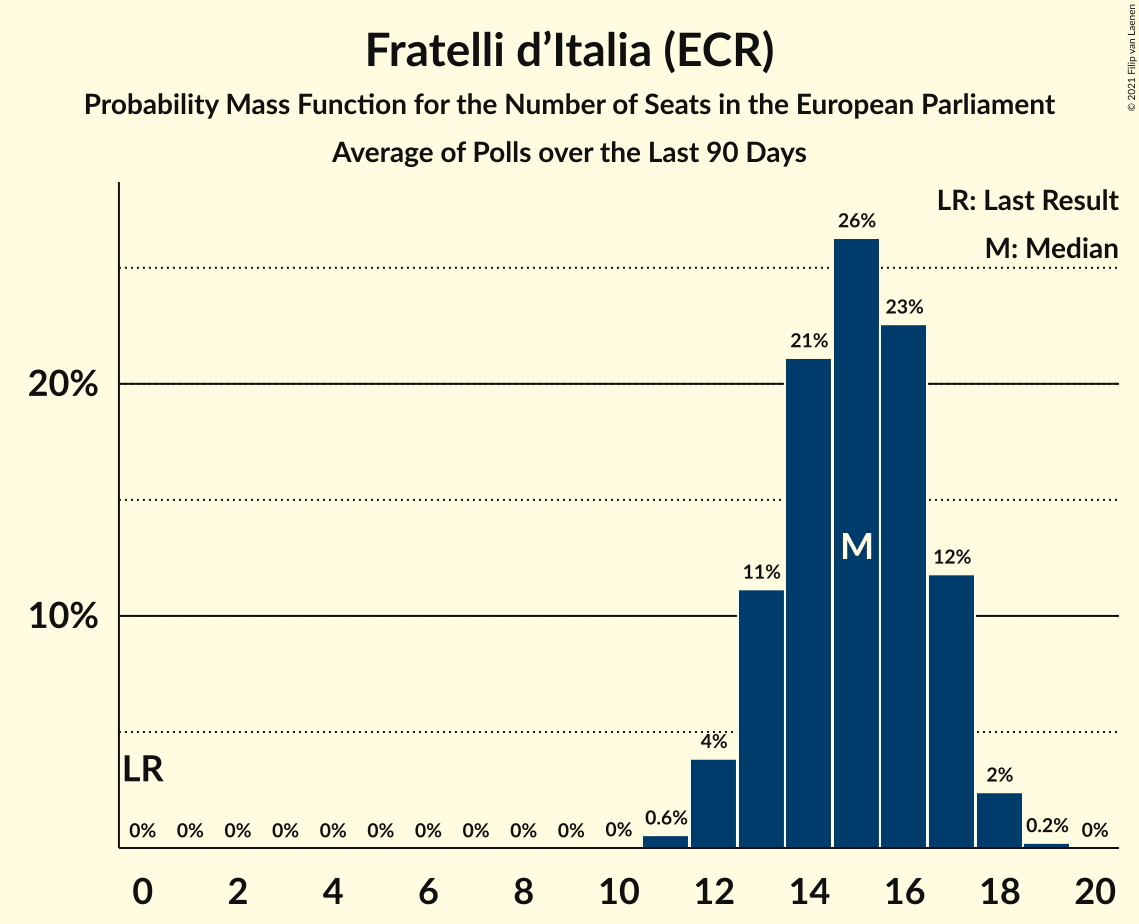 Fratelli d’Italia (ECR)
Probability Mass Function for the Number of Seats in the European Parliament
Average of Polls over the Last 90 Days
© 2021 Filip van Laenen
LR: Last Result
M: Median
26%
23%
21%
20%
M
12%
11%
10%
4%
LR
2%
0% 0% 0% 0% 0% 0% 0% 0% 0% 0% 0% 0.6% 0.2% 0%
0 2 4 6 8 10 12 14 16 18 20